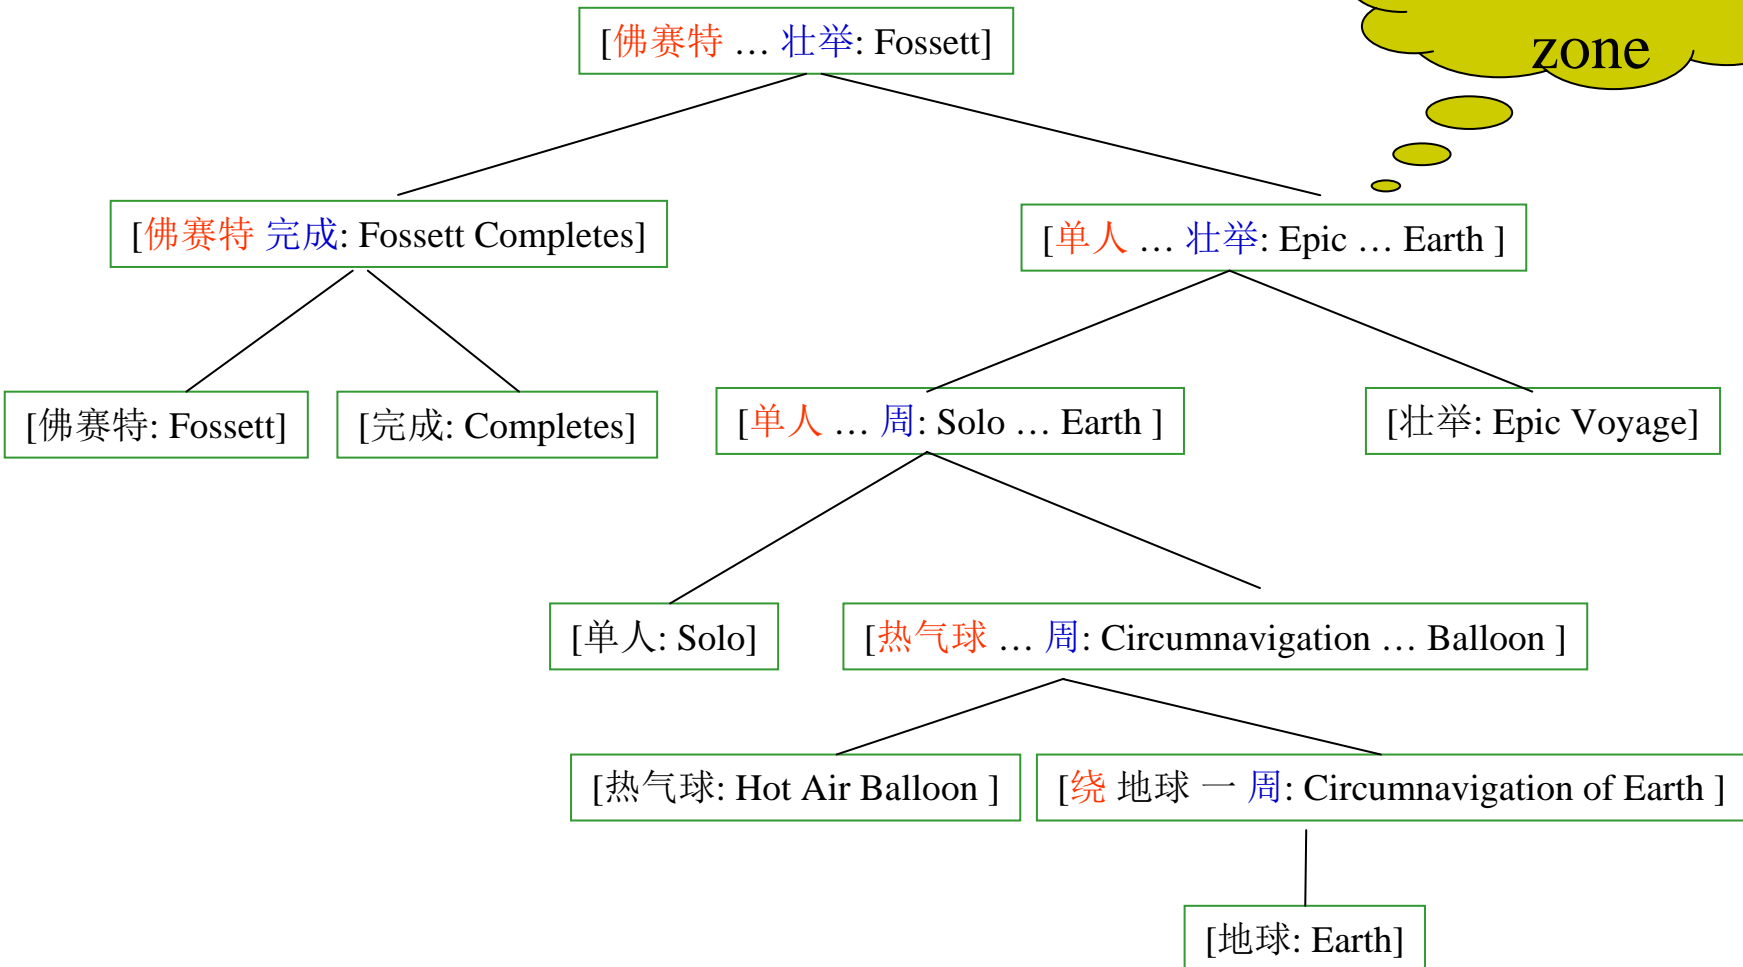 zone
[佛赛特 … 壮举: Fossett]
[佛赛特 完成: Fossett Completes]
[单人 … 壮举: Epic … Earth ]
[佛赛特: Fossett]
[完成: Completes]
[单人 … 周: Solo … Earth ]
[壮举: Epic Voyage]
[单人: Solo]
[热气球 … 周: Circumnavigation … Balloon ]
[热气球: Hot Air Balloon ]
[绕 地球 一 周: Circumnavigation of Earth ]
[地球: Earth]